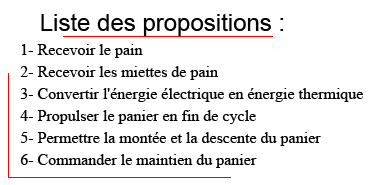 Liste des propositions :
1- Recevoir le pain
2- Recevoir les miettes de pain
3- Convertir l'énergie électrique en énergie thermique
4- Propulser le panier en fin de cycle
5- Permettre la montée et la descente du panier
6- Commander le maintien du panier